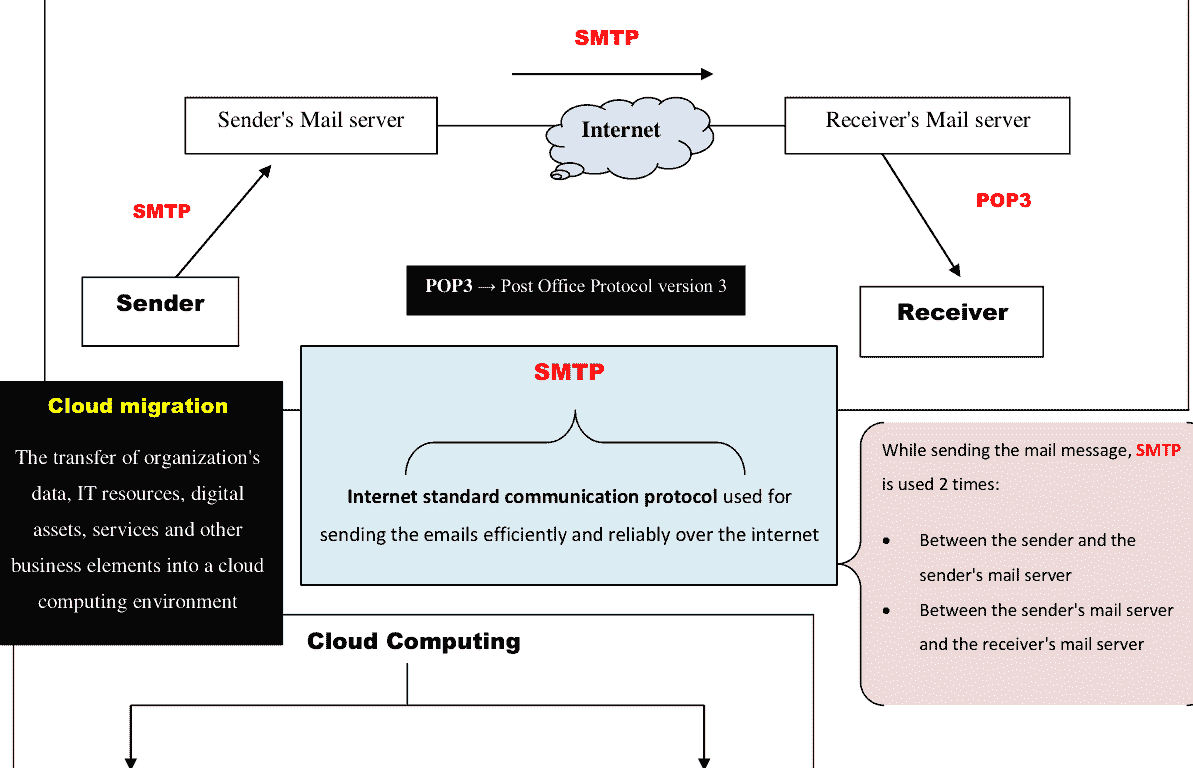 SMTP
Sender's Mail server
Internet
Receiver's Mail server
SMTP
POP3
POP3 → Post Office Protocol version 3
Sender
Receiver
SMTP
Internet standard communication protocol used for
sending the emails efficiently and reliably over the internet
Cloud migration
The transfer of organization's
data, IT resources, digital
assets, services and other
business elements into a cloud
computing environment
While sending the mail message, SMTP
is used 2 times:
• Between the sender and the
sender's mail server
• Between the sender's mail server
and the receiver's mail server
Cloud Computing